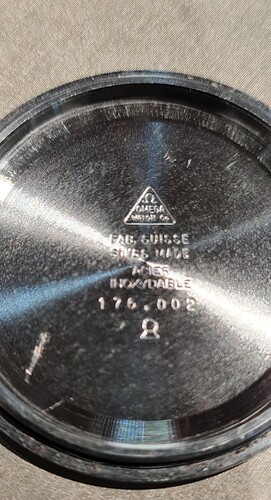 Ω
OMEGA
WATCH Co
FAB. SUISSE
SWISS MADE
ACIER
INOXYDABLE
176.002